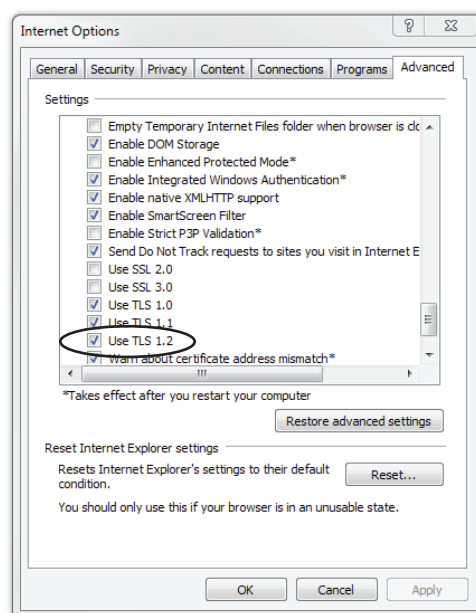 Internet Options
General Security Privacy Content Connections Programs Advanced
Settings
Empty Temporary Internet Files folder when browser is clo
Enable DOM Storage
Enable Enhanced Protected Mode*
Enable Integrated Windows Authentication*
Enable native XMLHTTP support
Enable SmartScreen Filter
Enable Strict P3P Validation*
Send Do Not Track requests to sites you visit in Internet E
Use SSL 2.0
Use SSL 3.0
Use TLS 1.0
Use TLS 1.1
Use TLS 1.2
Warn about certificate address mismatch*
*Takes effect after you restart your computer
Restore advanced settings
Reset Internet Explorer settings
Resets Internet Explorer's settings to their default
condition.
Reset...
You should only use this if your browser is in an unusable state.
OK Cancel Apply